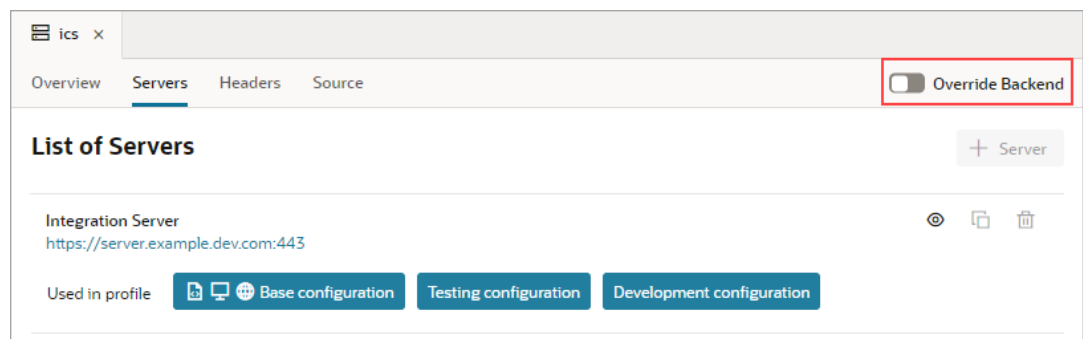 ics ×
Overview Servers Headers Source Override Backend
List of Servers + Server
Integration Server
https://server.example.dev.com:443
Used in profile Base configuration Testing configuration Development configuration